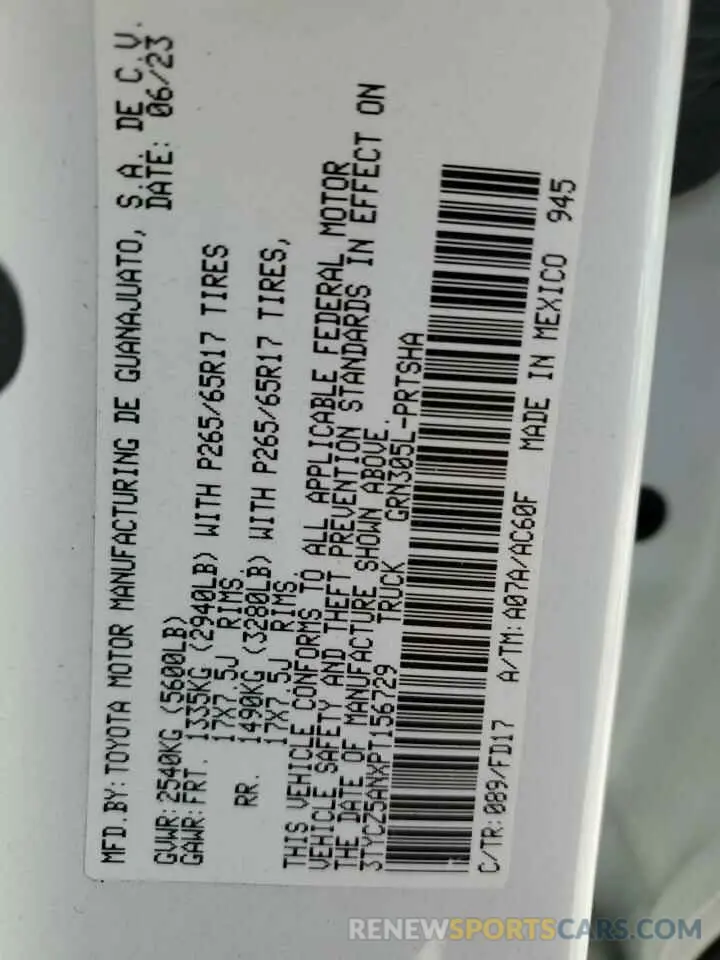 MFD.BY:TOYOTA MOTOR MANUFACTURING DE GUANAJUATO, S.A. DE C.V.
DATE: 06/23
GVWR:2540KG (5600LB)
GAWR:FRT. 1335KG (2940LB) WITH P265/65R17 TIRES
17X7.5J RIMS.
RR. 1490KG (3280LB) WITH P265/65R17 TIRES,
17X7.5J RIMS.
THIS VEHICLE CONFORMS TO ALL APPLICABLE FEDERAL MOTOR
VEHICLE SAFETY AND THEFT PREVENTION STANDARDS IN EFFECT ON
THE DATE OF MANUFACTURE SHOWN ABOVE.
3TYCZ5ANXPT156729 TRUCK GRN305L-PRTSHA
C/TR:089/FD17 A/TM:A07A/AC60F MADE IN MEXICO 945
RENEWSPORTSCARS.COM